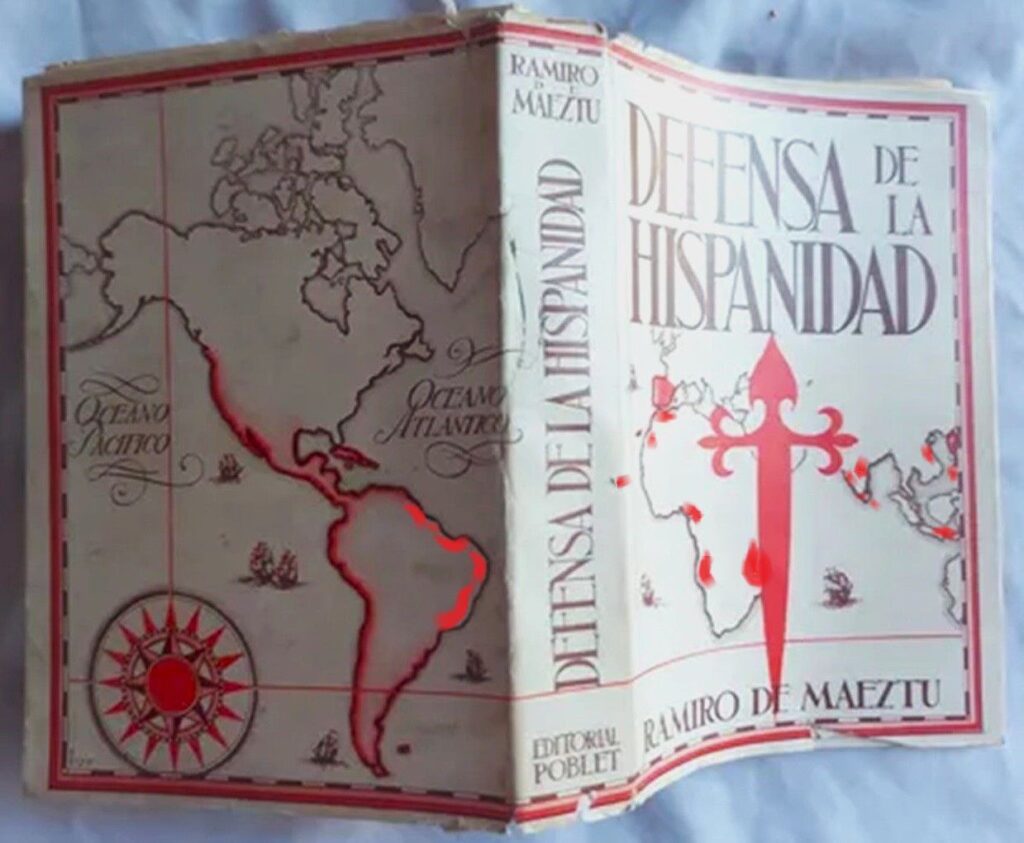 OCEANO
PACIFICO
OCEANO
ATLANTICO
RAMIRO
DE
MAEZTU
DEFENSA DE LA HISPANIDAD
EDITORIAL
POBLET
DEFENSA DE
LA
HISPANIDAD
RAMIRO DE MAEZTU